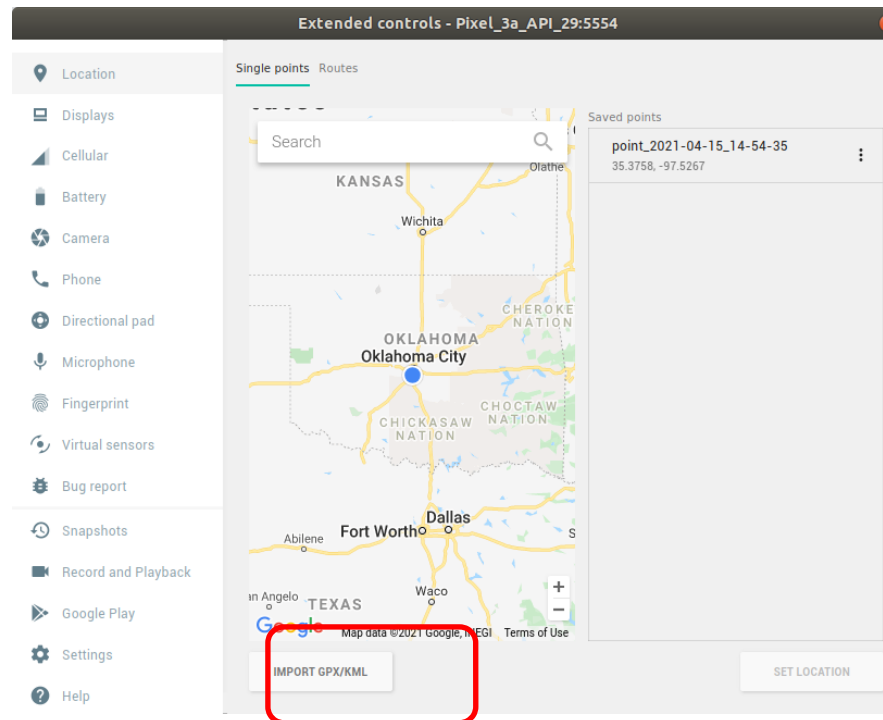 Extended controls - Pixel_3a_API_29:5554
Location
Displays
Cellular
Battery
Camera
Phone
Directional pad
Microphone
Fingerprint
Virtual sensors
Bug report
Snapshots
Record and Playback
Google Play
Settings
Help
Single points Routes
Search
Olathe
KANSAS
Wichita
CHEROKEE
NATION
OKLAHOMA
Oklahoma City
CHOCTAW
NATION
CHICKASAW
NATION
Dallas
Fort Worth
Abilene
Waco
an Angelo
TEXAS
+
−
Google
Map data ©2021 Google, INEGI Terms of Use
IMPORT GPX/KML
Saved points
point_2021-04-15_14-54-35
35.3758, -97.5267
SET LOCATION